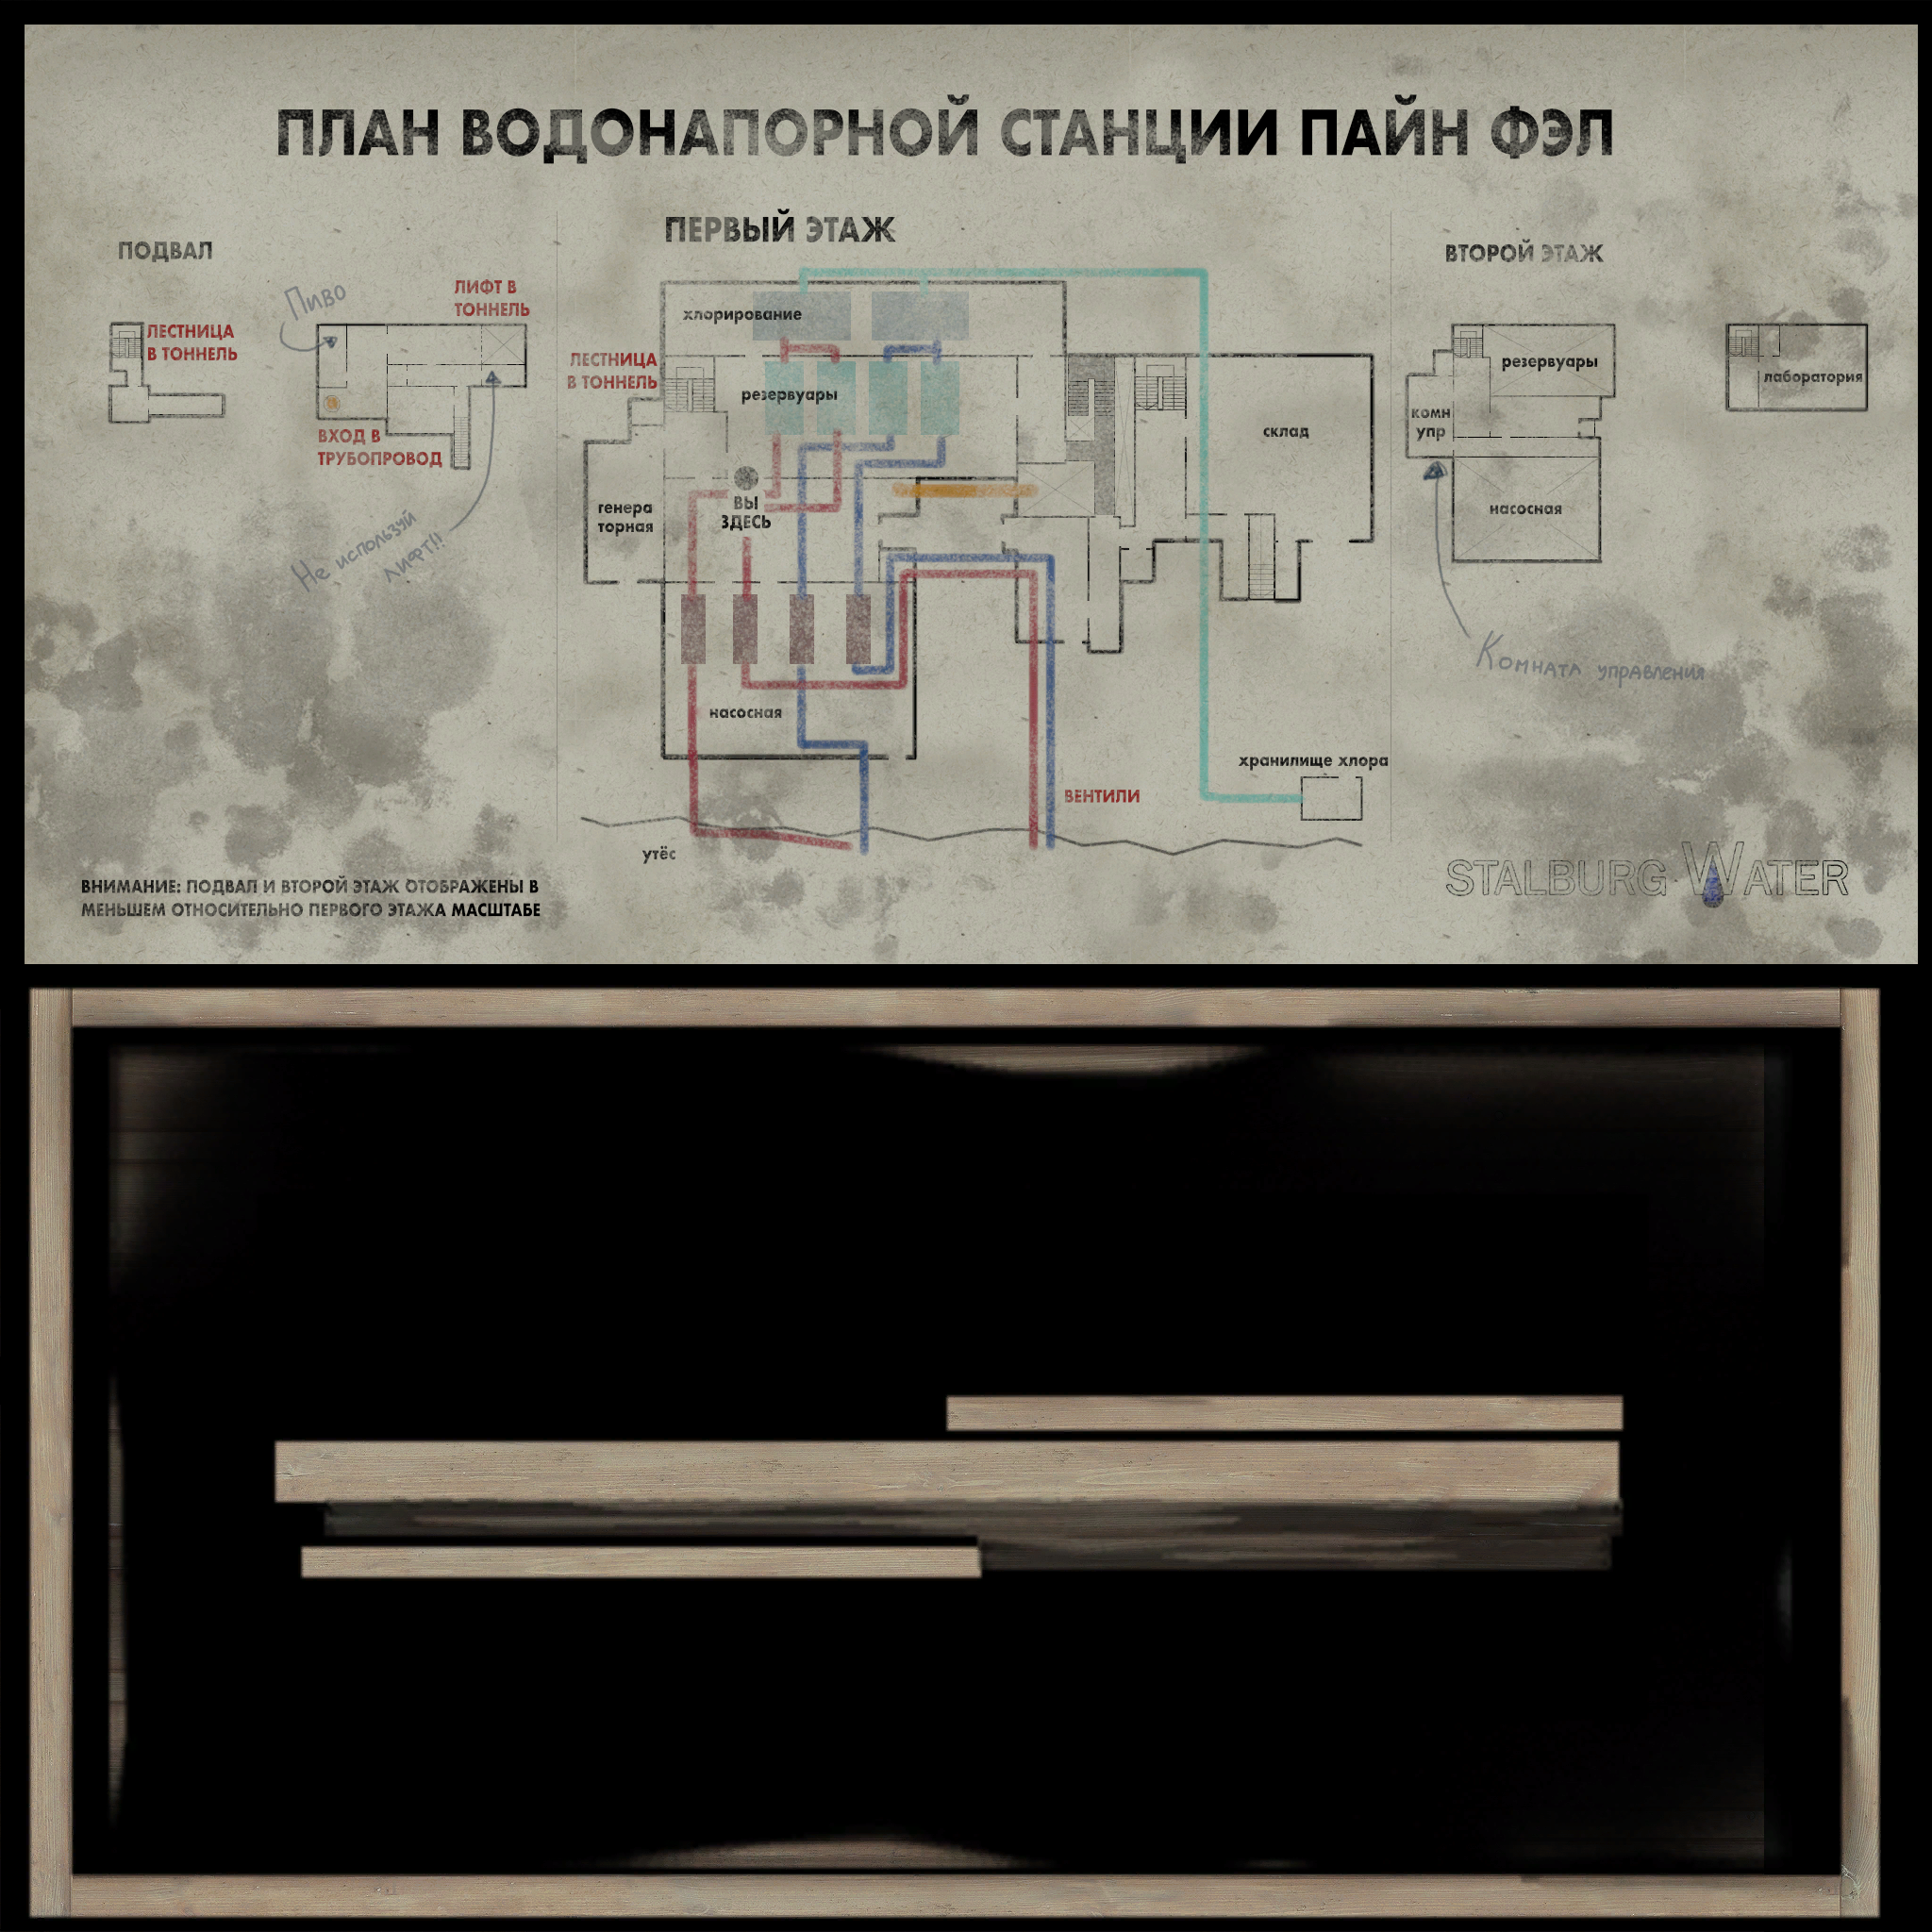 ПЛАН ВОДОНАПОРНОЙ СТАНЦИИ ПАЙН ФЭЛ
ПОДВАЛ
ЛЕСТНИЦА
В ТОННЕЛЬ
Пиво
ЛИФТ В
ТОННЕЛЬ
ВХОД В
ТРУБОПРОВОД
Не используй
лифт!!
ПЕРВЫЙ ЭТАЖ
хлорирование
ЛЕСТНИЦА
В ТОННЕЛЬ
резервуары
склад
генера
торная
ВЫ
ЗДЕСЬ
насосная
хранилище хлора
ВЕНТИЛИ
утёс
ВТОРОЙ ЭТАЖ
резервуары
комн
упр
насосная
лаборатория
Комната управления
ВНИМАНИЕ: ПОДВАЛ И ВТОРОЙ ЭТАЖ ОТОБРАЖЕНЫ В
МЕНЬШЕМ ОТНОСИТЕЛЬНО ПЕРВОГО ЭТАЖА МАСШТАБЕ
STALBURG WATER